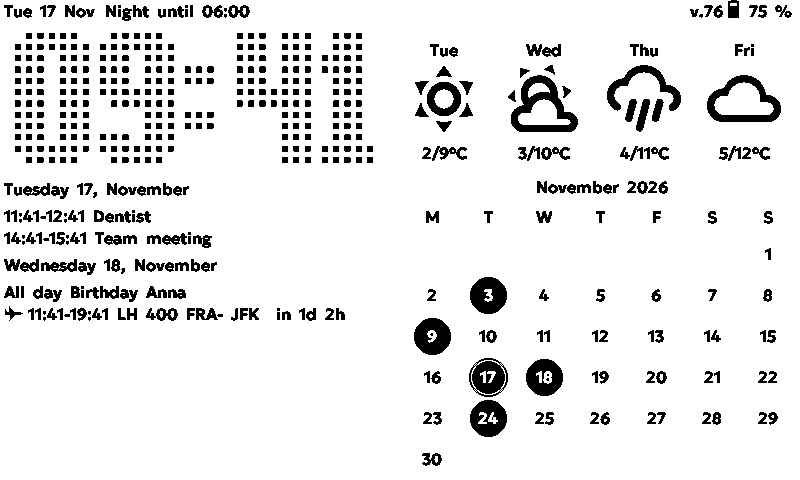 Tue 17 Nov Night until 06:00
v.76 75 %
09:41
Tue Wed Thu Fri
2/9°C 3/10°C 4/11°C 5/12°C
Tuesday 17, November
11:41-12:41 Dentist
14:41-15:41 Team meeting
Wednesday 18, November
All day Birthday Anna
11:41-19:41 LH 400 FRA- JFK in 1d 2h
November 2026
M T W T F S S
1
2 3 4 5 6 7 8
9 10 11 12 13 14 15
16 17 18 19 20 21 22
23 24 25 26 27 28 29
30